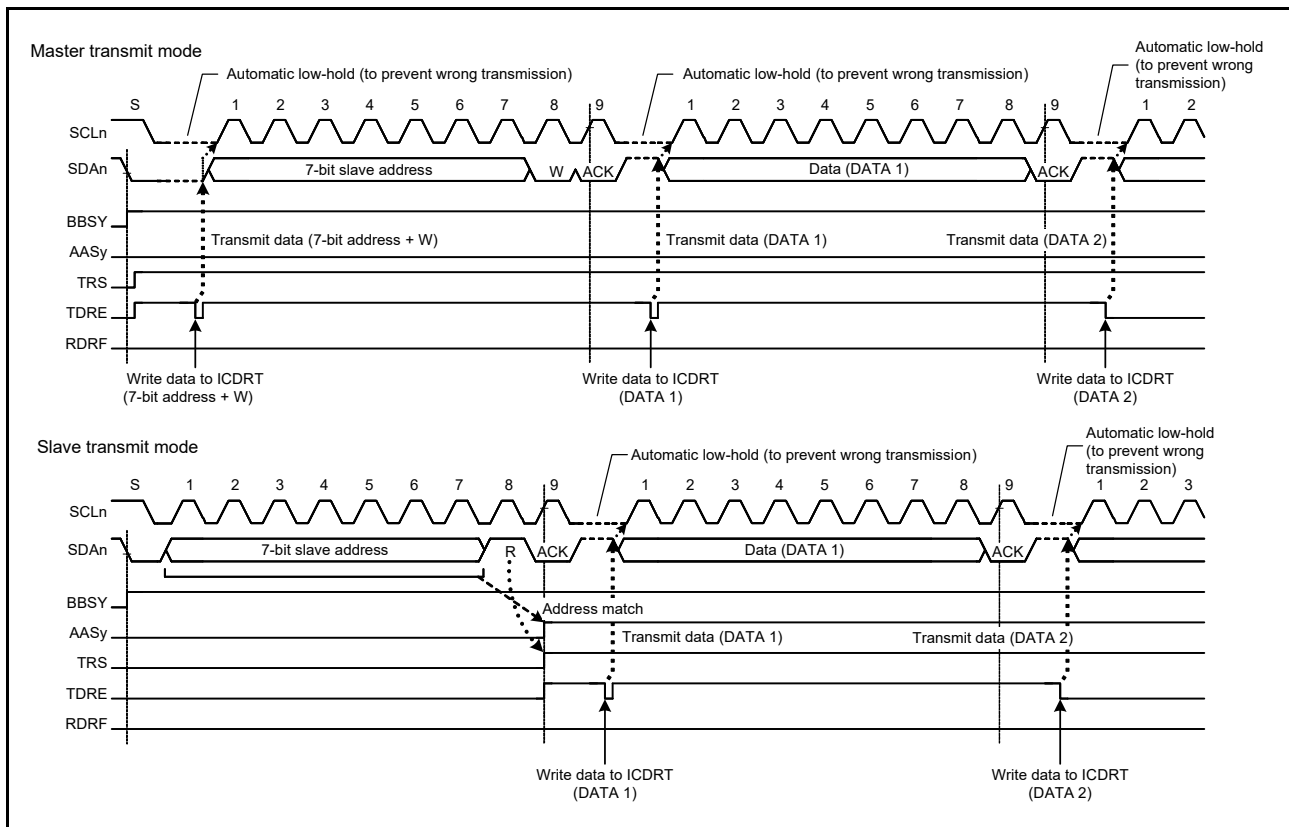 Master transmit mode
Automatic low-hold (to prevent wrong transmission)
Automatic low-hold (to prevent wrong transmission)
Automatic low-hold
(to prevent wrong
transmission)
S 1 2 3 4 5 6 7 8 9 1 2 3 4 5 6 7 8 9 1 2
SCLn
SDAn 7-bit slave address W ACK Data (DATA 1) ACK
BBSY
Transmit data (7-bit address + W) Transmit data (DATA 1) Transmit data (DATA 2)
AASy
TRS
TDRE
RDRF
Write data to ICDRT
(7-bit address + W)
Write data to ICDRT
(DATA 1)
Write data to ICDRT
(DATA 2)
Slave transmit mode
Automatic low-hold (to prevent wrong transmission)
Automatic low-hold
(to prevent wrong
transmission)
S 1 2 3 4 5 6 7 8 9 1 2 3 4 5 6 7 8 9 1 2 3
SCLn
SDAn 7-bit slave address R ACK Data (DATA 1) ACK
BBSY
Address match
AASy
Transmit data (DATA 1) Transmit data (DATA 2)
TRS
TDRE
RDRF
Write data to ICDRT
(DATA 1)
Write data to ICDRT
(DATA 2)